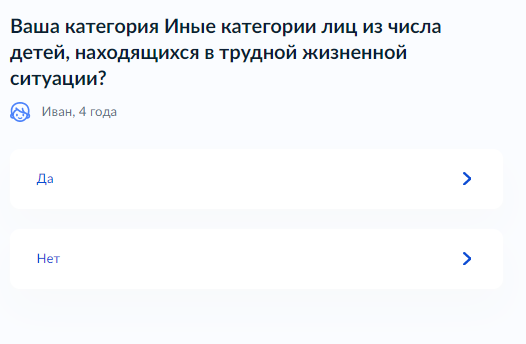 Ваша категория Иные категории лиц из числа
детей, находящихся в трудной жизненной
ситуации?
Иван, 4 года
Да
Нет